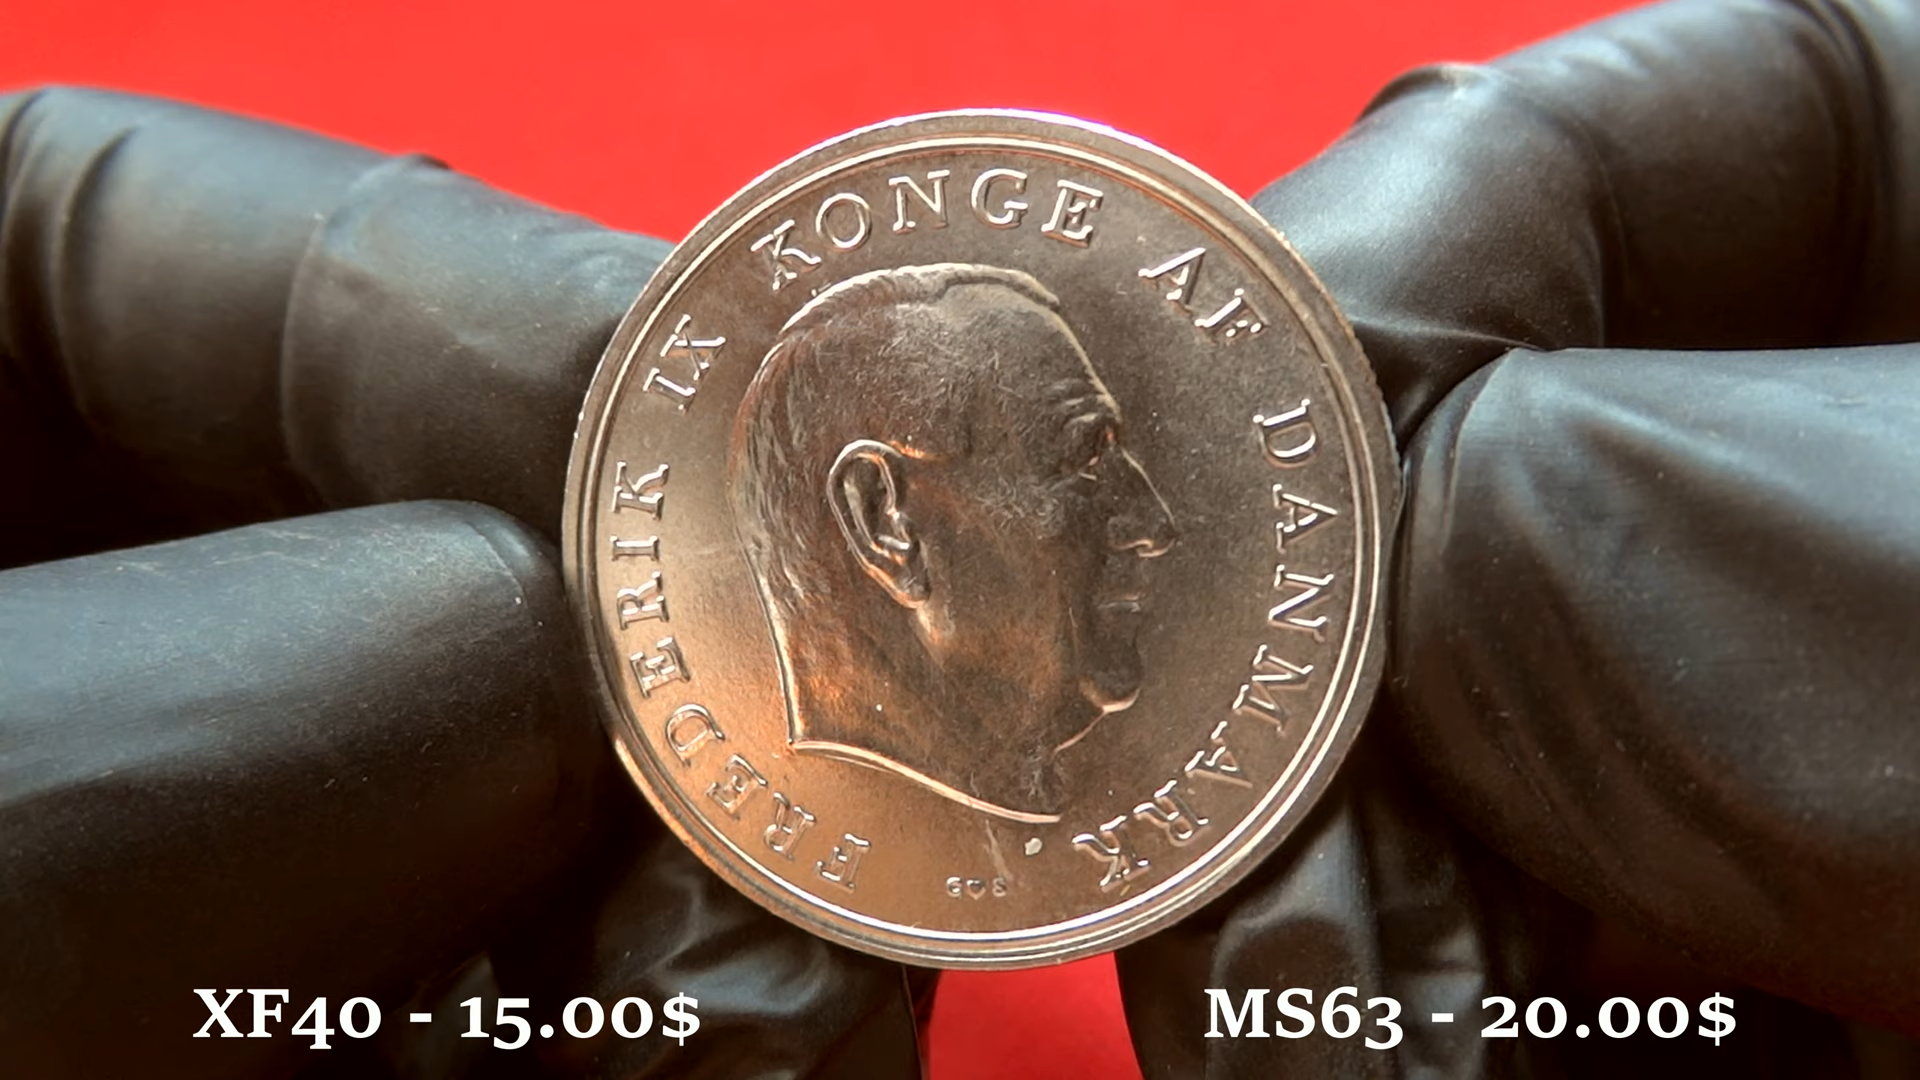 FREDERIK IX KONGE AF DANMARK.
XF40 - 15.00$
MS63 - 20.00$